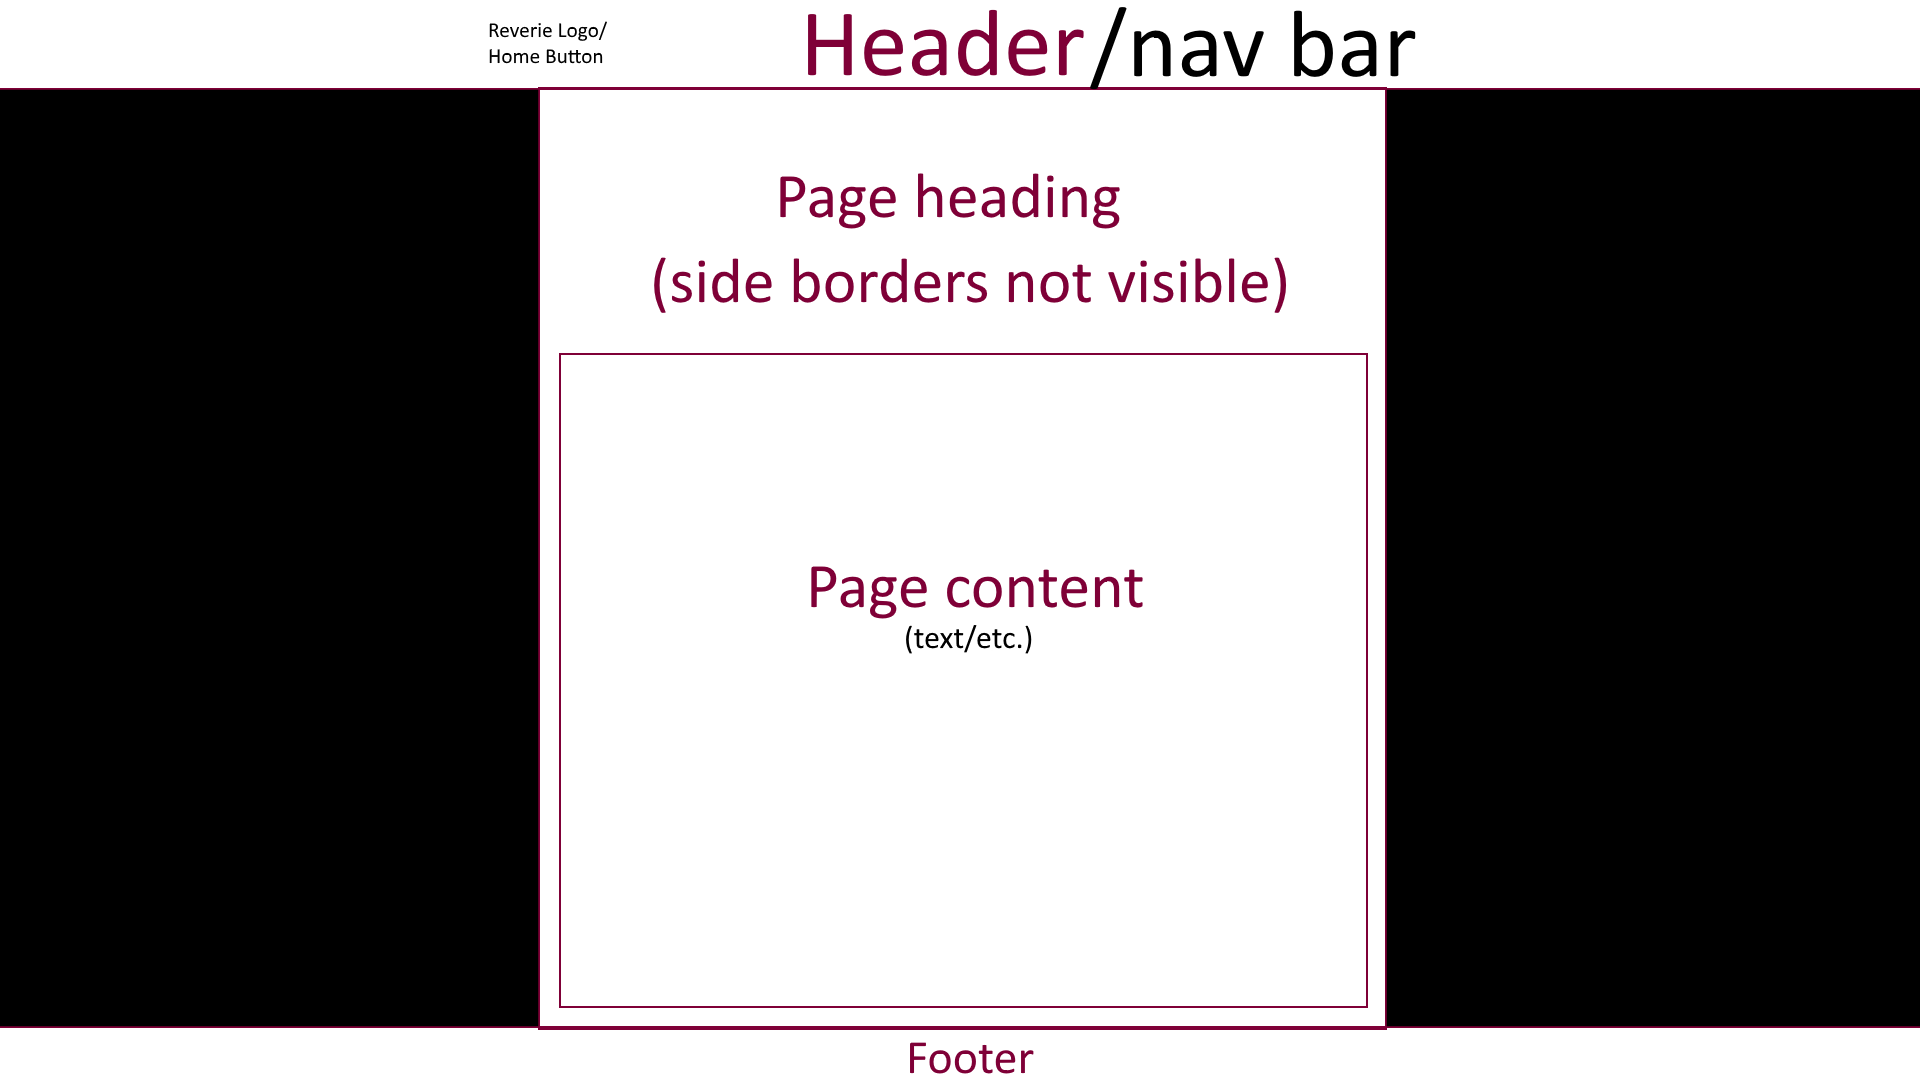 Reverie Logo/
Home Button
Header/nav bar
Page heading
(side borders not visible)
Page content
(text/etc.)
Footer